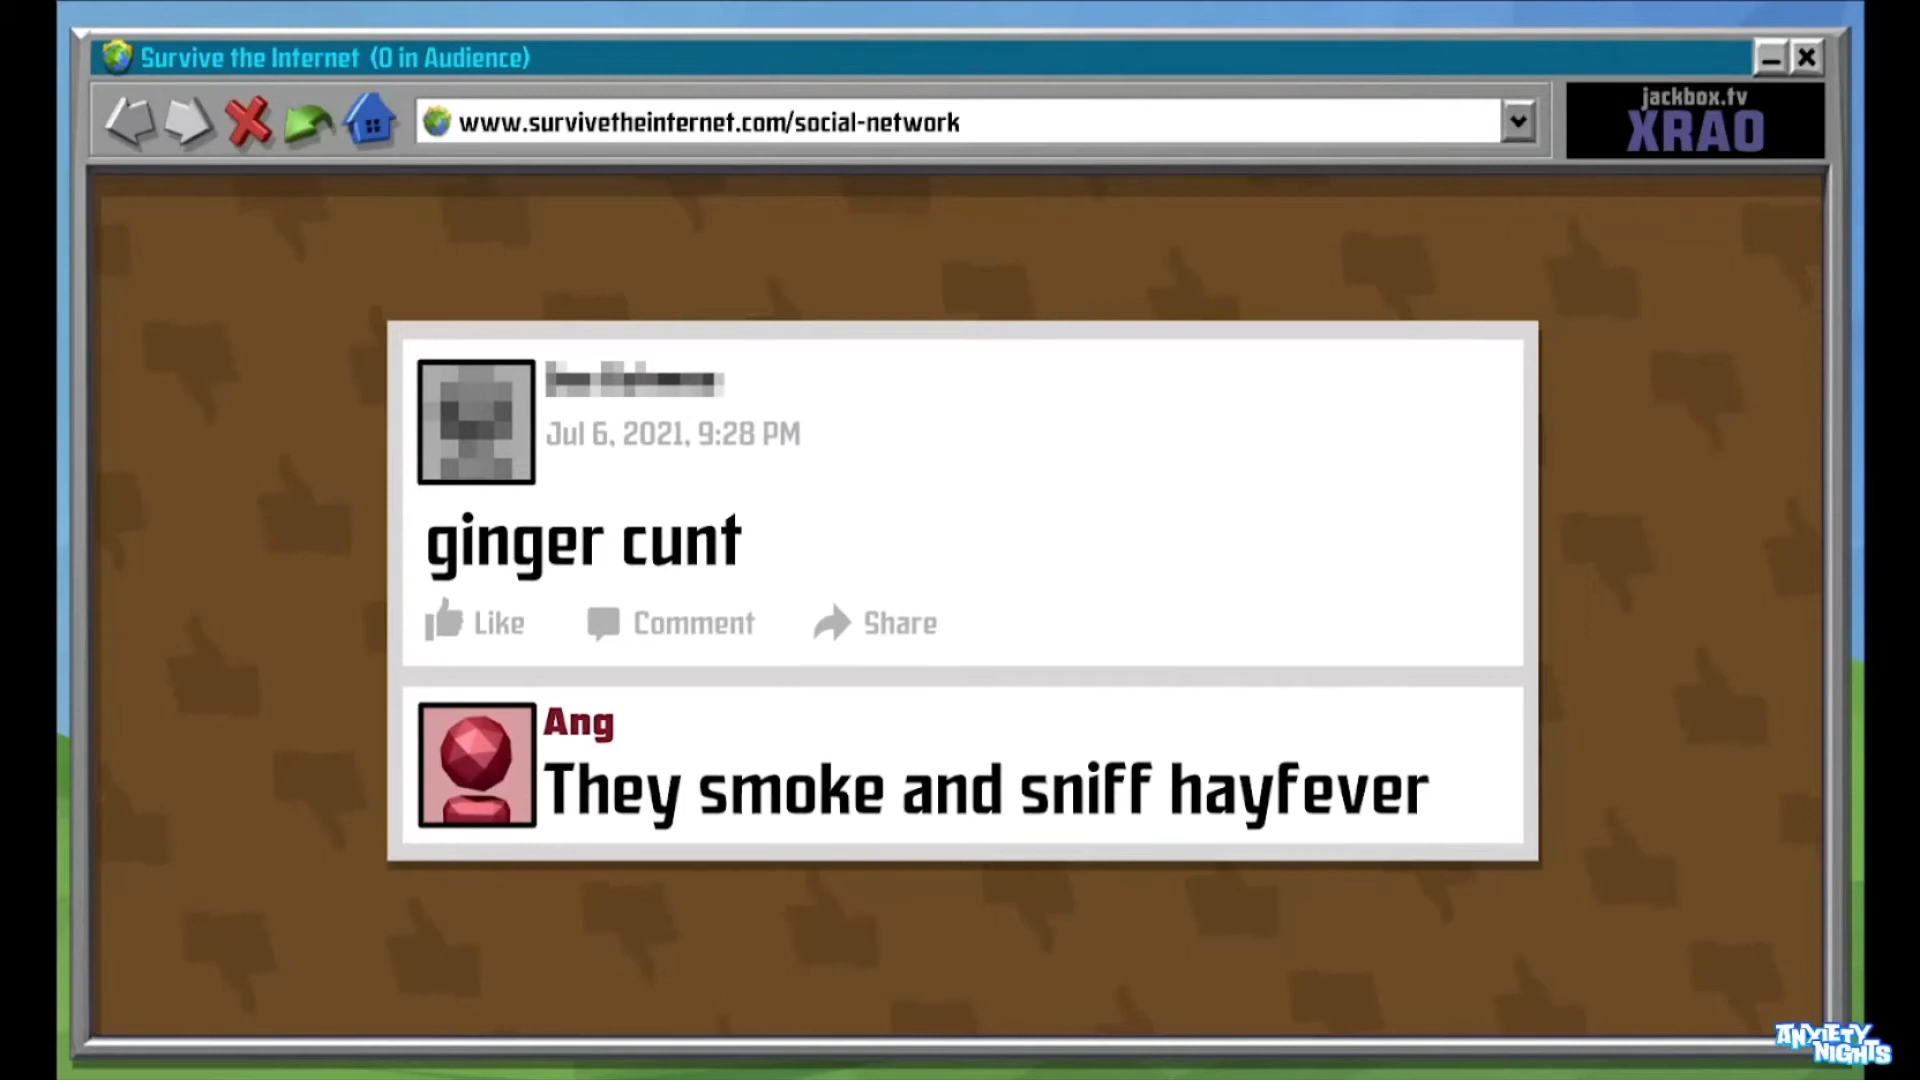 Survive the Internet (0 in Audience)
www.survivetheinternet.com/social-network
jackbox.tv
XRAO
Jul 6, 2021, 9:28 PM
ginger cunt
Like Comment Share
Ang
They smoke and sniff hayfever
ANXIETY
NIGHTS